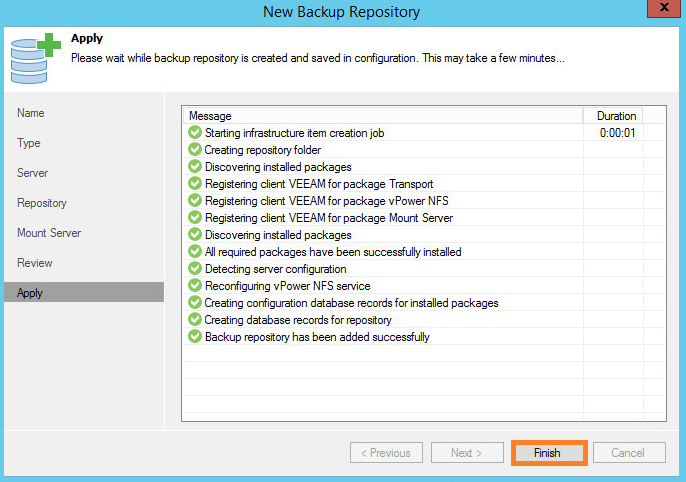 New Backup Repository
Apply
Please wait while backup repository is created and saved in configuration. This may take a few minutes...
Name
Type
Server
Repository
Mount Server
Review
Apply
Message Duration
Starting infrastructure item creation job 0:00:01
Creating repository folder
Discovering installed packages
Registering client VEEAM for package Transport
Registering client VEEAM for package vPower NFS
Registering client VEEAM for package Mount Server
Discovering installed packages
All required packages have been successfully installed
Detecting server configuration
Reconfiguring vPower NFS service
Creating configuration database records for installed packages
Creating database records for repository
Backup repository has been added successfully
< Previous Next > Finish Cancel